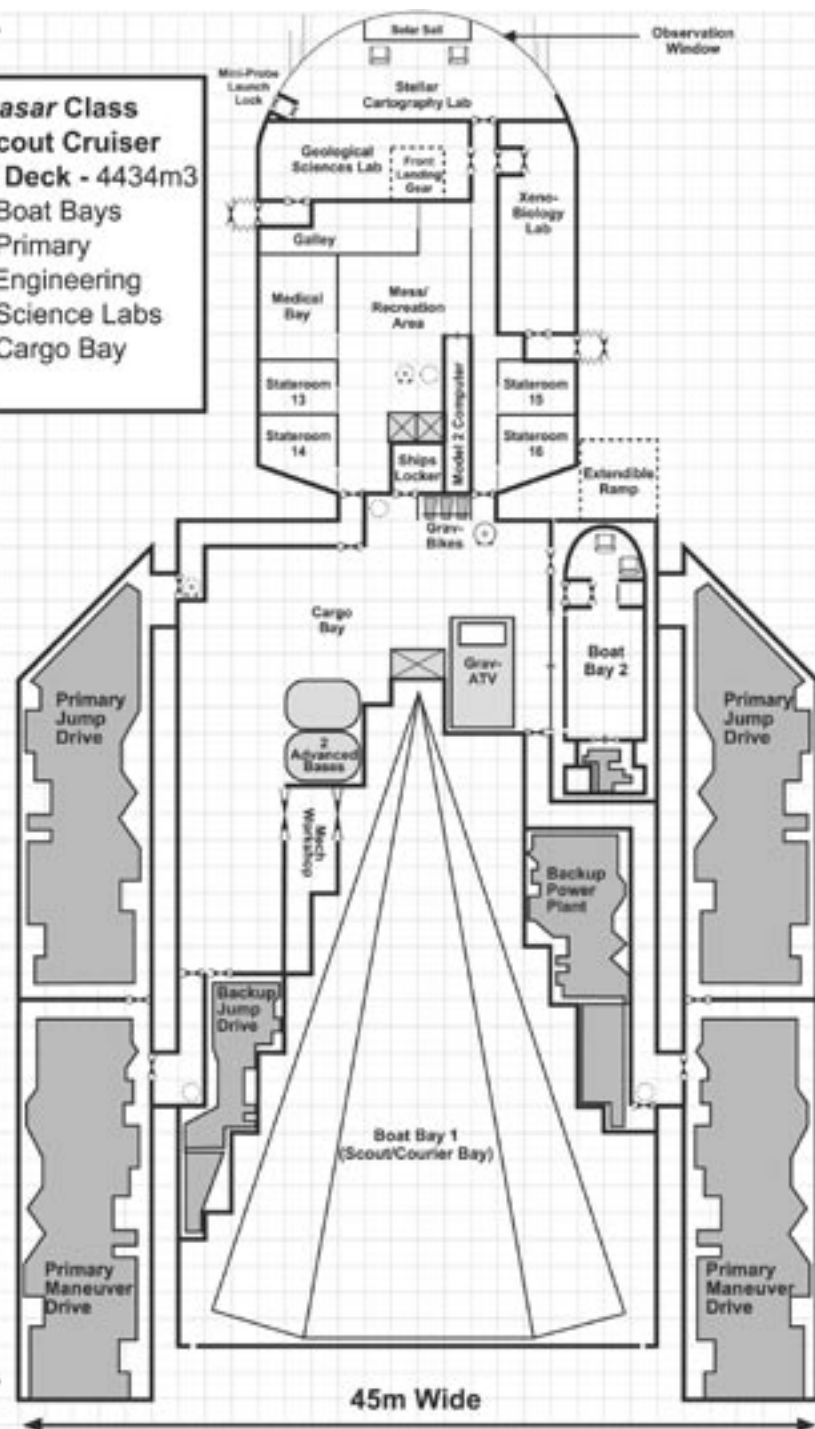 Solar Sail
Observation
Window
Mini-Probe
Launch
Lock
Stellar
Cartography Lab
asar Class
cout Cruiser
Deck - 4434m3
Boat Bays
Primary
Engineering
Science Labs
Cargo Bay
Geological
Sciences Lab
Front
Landing
Gear
Xeno-
Biology
Lab
Galley
Medical
Bay
Mess/
Recreation
Area
Stateroom
13
Stateroom
14
Model 2 Computer
Stateroom
15
Stateroom
16
Ships
Locker
Extendible
Ramp
Grav-
Bikes
Cargo
Bay
Grav-
ATV
Boat
Bay 2
Primary
Jump
Drive
Primary
Jump
Drive
2
Advanced
Bases
Mech
Workshop
Backup
Power
Plant
Backup
Jump
Drive
Boat Bay 1
(Scout/Courier Bay)
Primary
Maneuver
Drive
Primary
Maneuver
Drive
45m Wide